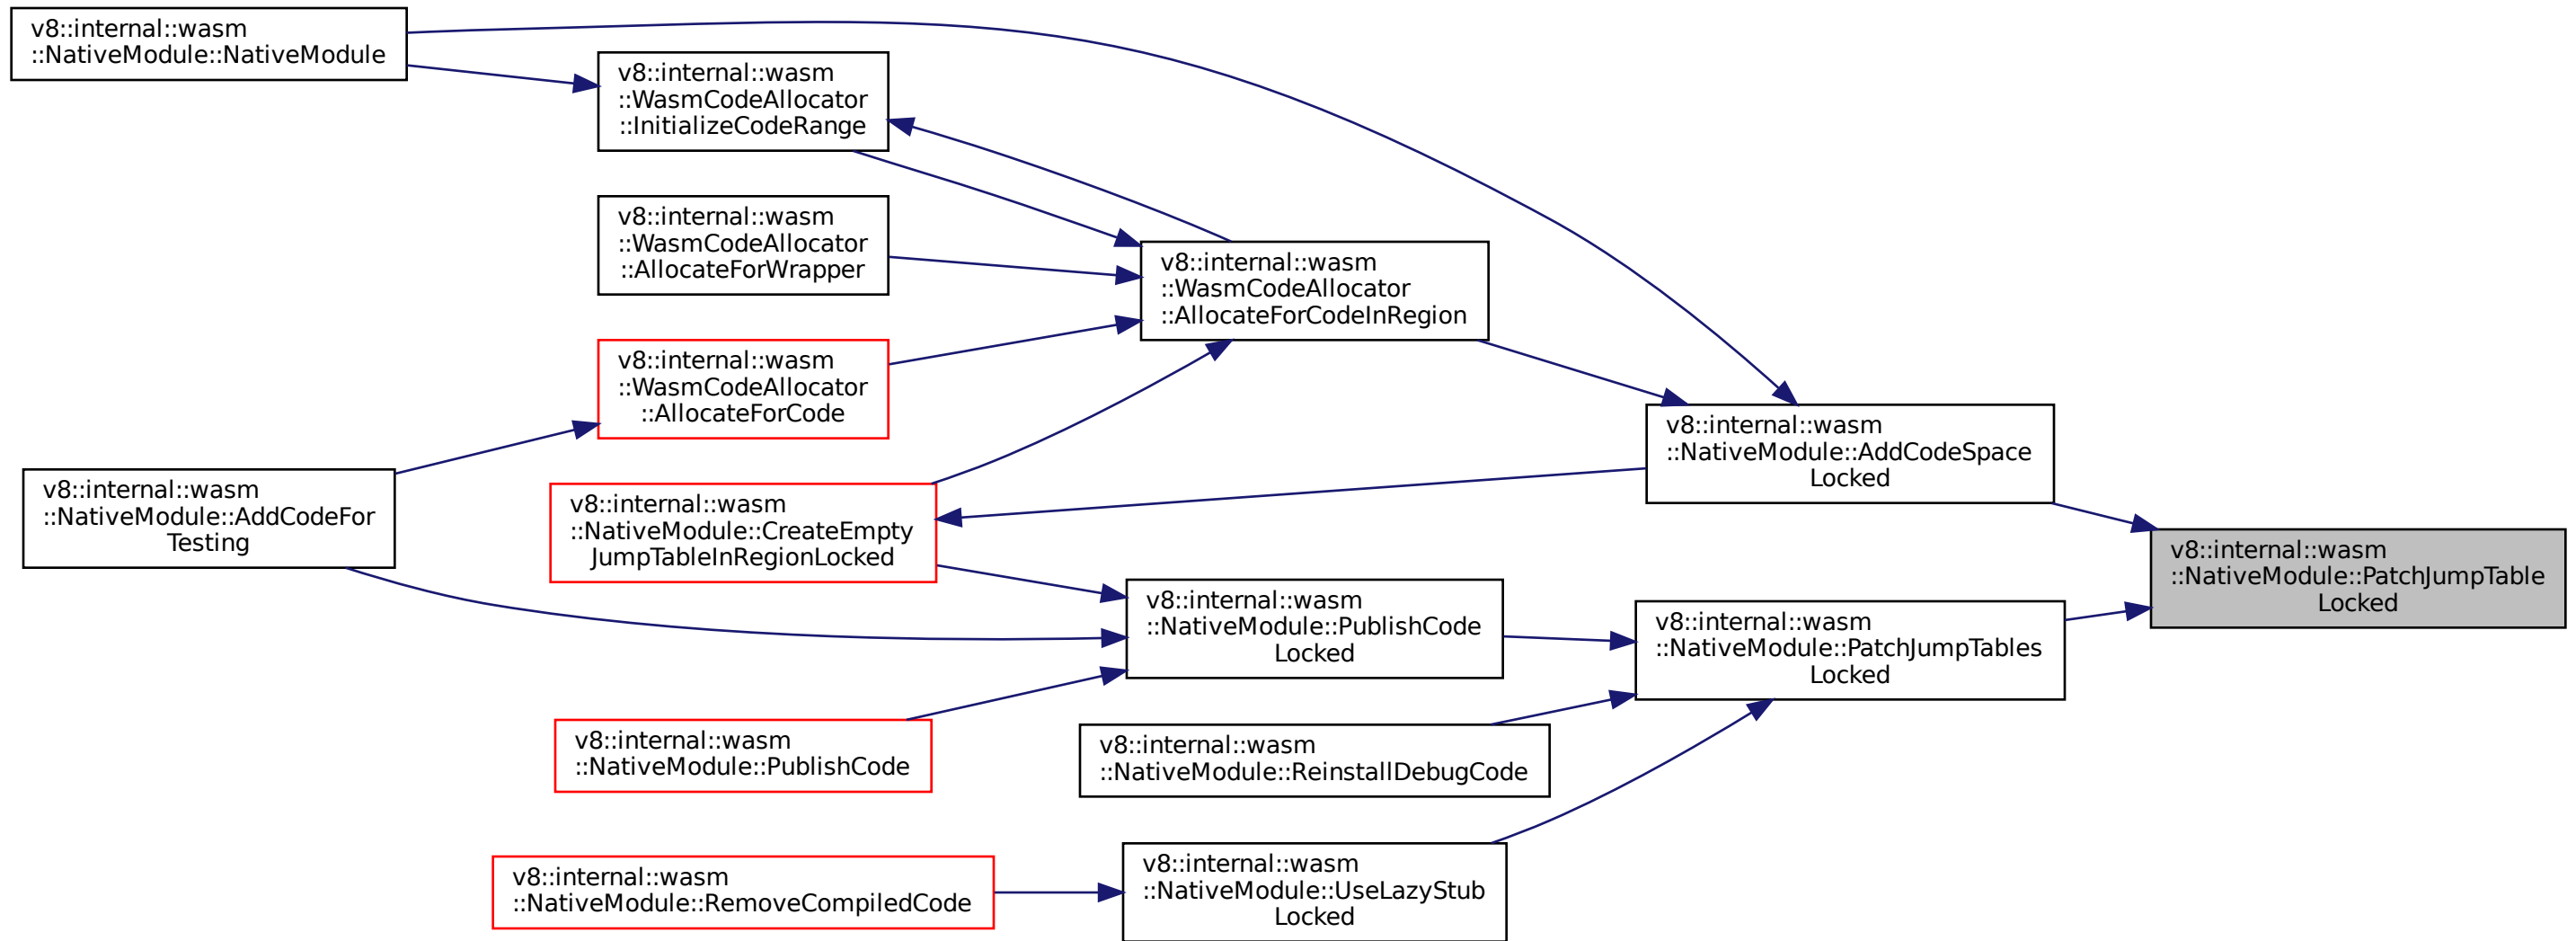 v8::internal::wasm
::NativeModule::NativeModule
v8::internal::wasm
::WasmCodeAllocator
::InitializeCodeRange
v8::internal::wasm
::WasmCodeAllocator
::AllocateForWrapper
v8::internal::wasm
::WasmCodeAllocator
::AllocateForCodeInRegion
v8::internal::wasm
::WasmCodeAllocator
::AllocateForCode
v8::internal::wasm
::NativeModule::AddCodeSpace
Locked
v8::internal::wasm
::NativeModule::AddCodeFor
Testing
v8::internal::wasm
::NativeModule::CreateEmpty
JumpTableInRegionLocked
v8::internal::wasm
::NativeModule::PatchJumpTable
Locked
v8::internal::wasm
::NativeModule::PublishCode
Locked
v8::internal::wasm
::NativeModule::PatchJumpTables
Locked
v8::internal::wasm
::NativeModule::PublishCode
v8::internal::wasm
::NativeModule::ReinstallDebugCode
v8::internal::wasm
::NativeModule::RemoveCompiledCode
v8::internal::wasm
::NativeModule::UseLazyStub
Locked